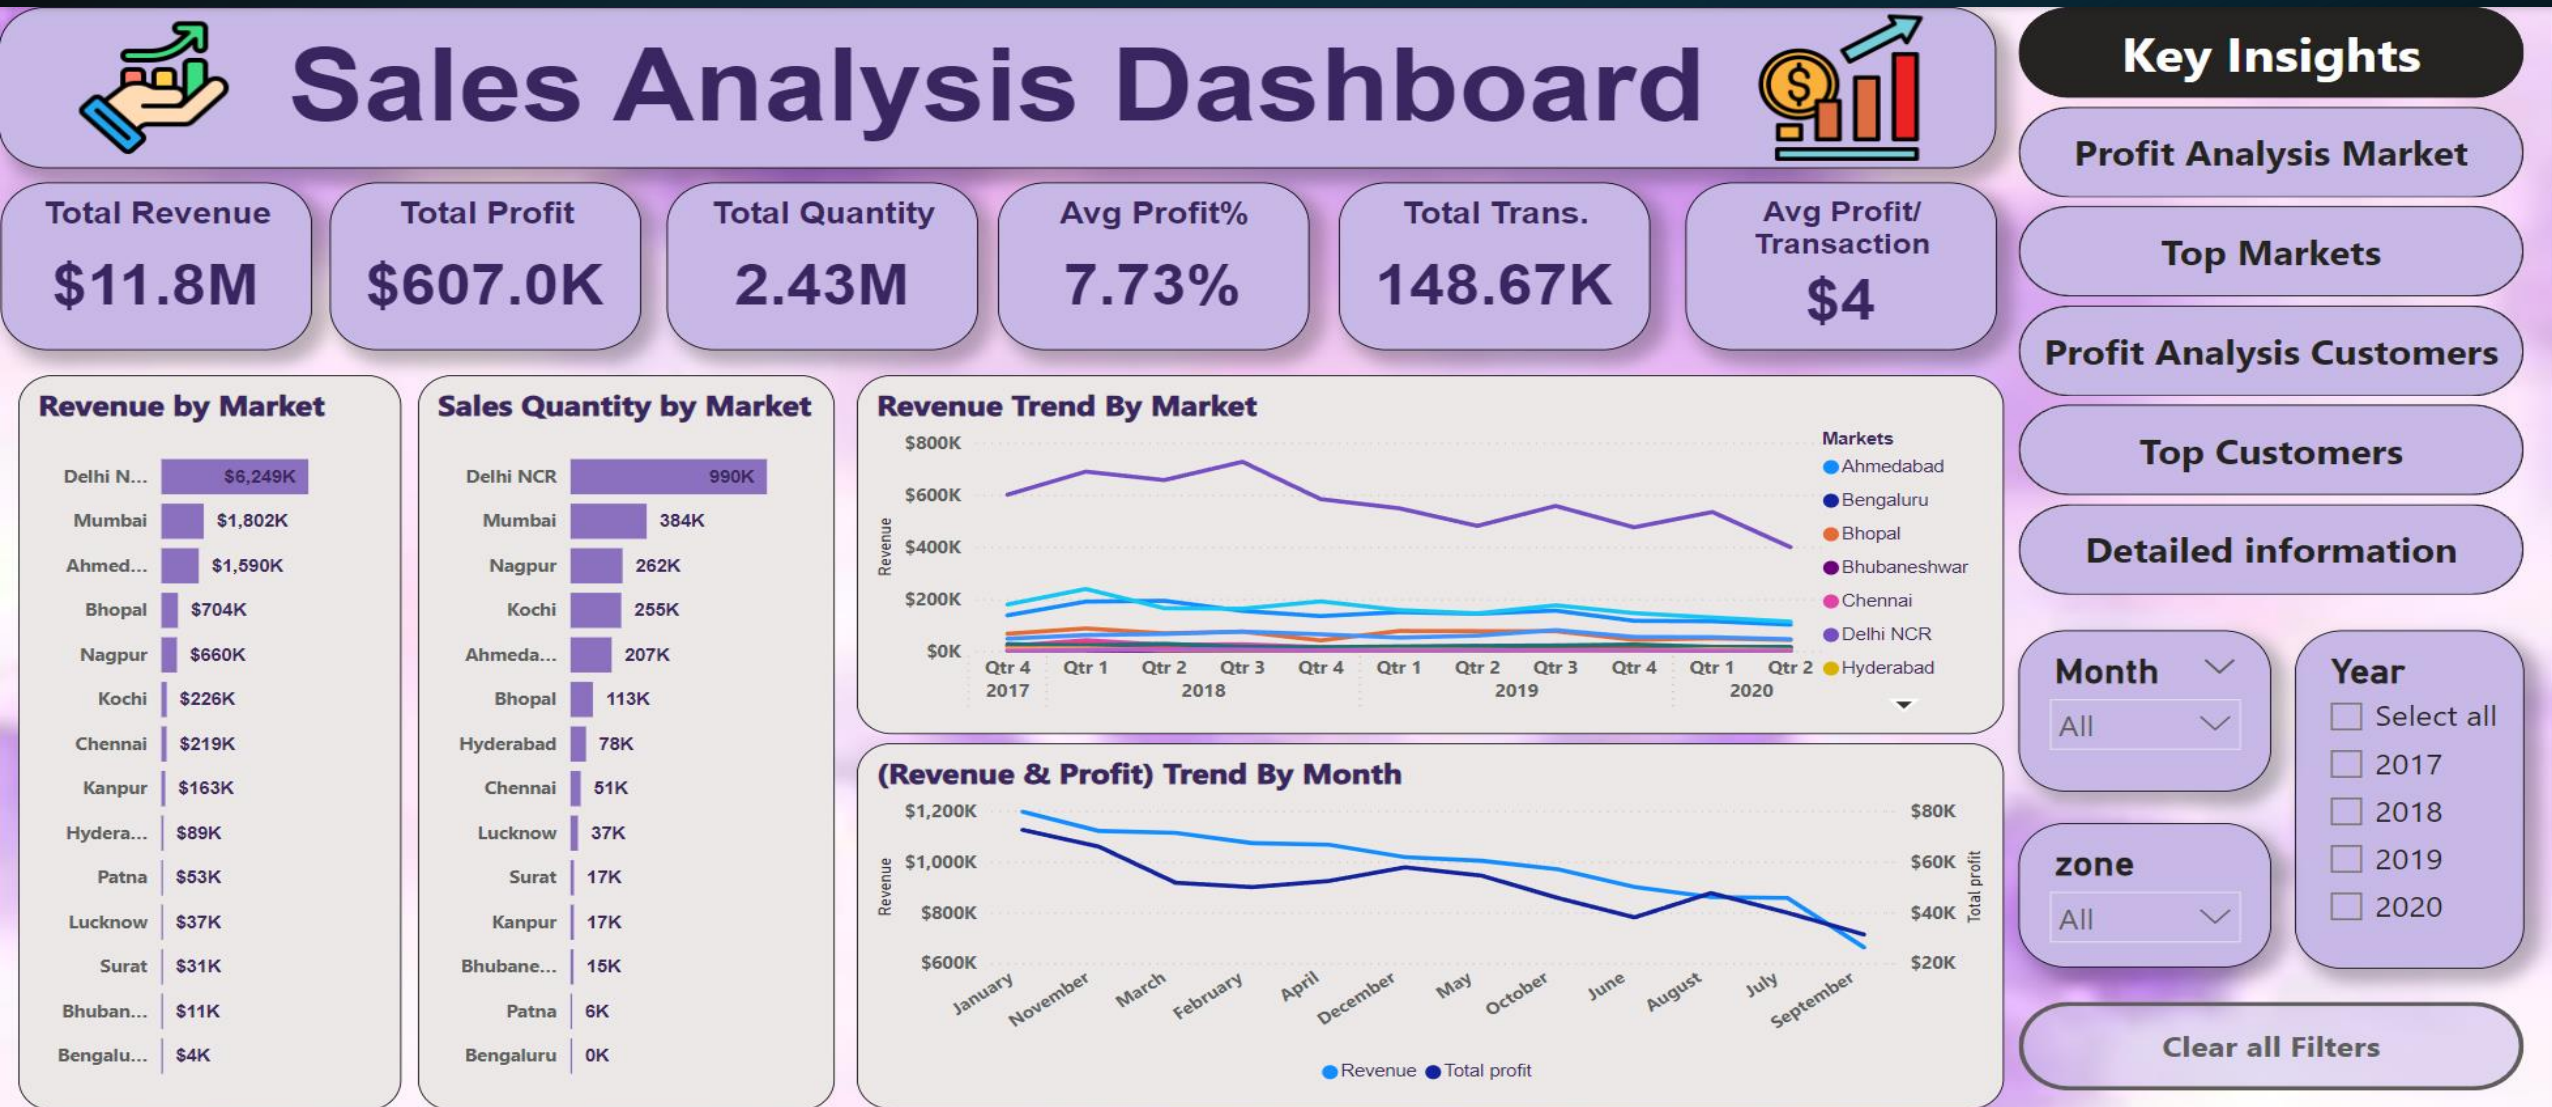 Sales Analysis Dashboard
Key Insights
Profit Analysis Market
Top Markets
Profit Analysis Customers
Top Customers
Detailed information
Total Revenue
$11.8M
Total Profit
$607.0K
Total Quantity
2.43M
Avg Profit%
7.73%
Total Trans.
148.67K
Avg Profit/
Transaction
$4
Revenue by Market
Delhi N... $6,249K
Mumbai $1,802K
Ahmed... $1,590K
Bhopal $704K
Nagpur $660K
Kochi $226K
Chennai $219K
Kanpur $163K
Hydera... $89K
Patna $53K
Lucknow $37K
Surat $31K
Bhuban... $11K
Bengalu... $4K
Sales Quantity by Market
Delhi NCR 990K
Mumbai 384K
Nagpur 262K
Kochi 255K
Ahmeda... 207K
Bhopal 113K
Hyderabad 78K
Chennai 51K
Lucknow 37K
Surat 17K
Kanpur 17K
Bhubane... 15K
Patna 6K
Bengaluru 0K
Revenue Trend By Market
Revenue
$800K
$600K
$400K
$200K
$0K
Qtr 4 Qtr 1 Qtr 2 Qtr 3 Qtr 4 Qtr 1 Qtr 2 Qtr 3 Qtr 4 Qtr 1 Qtr 2
2017 2018 2019 2020
Markets
Ahmedabad
Bengaluru
Bhopal
Bhubaneshwar
Chennai
Delhi NCR
Hyderabad
(Revenue & Profit) Trend By Month
Revenue
$1,200K
$1,000K
$800K
$600K
$80K
$60K
$40K
$20K
Total profit
January November March February April December May October June August July September
Revenue Total profit
Month
All
zone
All
Year
Select all
2017
2018
2019
2020
Clear all Filters